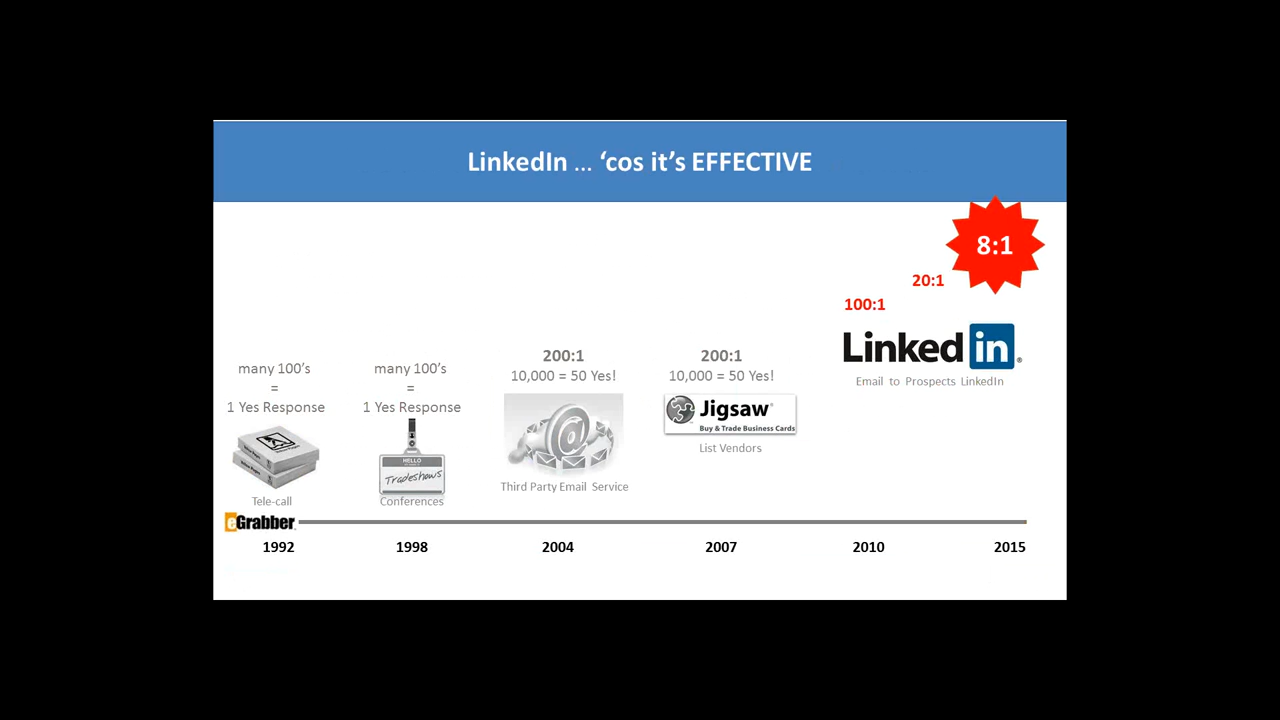 LinkedIn ... ‘cos it’s EFFECTIVE
8:1
20:1
100:1
LinkedIn®
Email to Prospects LinkedIn
many 100’s
=
1 Yes Response
Tele-call
many 100’s
=
1 Yes Response
HELLO
Tradeshows
Conferences
200:1
10,000 = 50 Yes!
@
Third Party Email Service
200:1
10,000 = 50 Yes!
Jigsaw®
Buy & Trade Business Cards
List Vendors
eGrabber
1992
1998
2004
2007
2010
2015